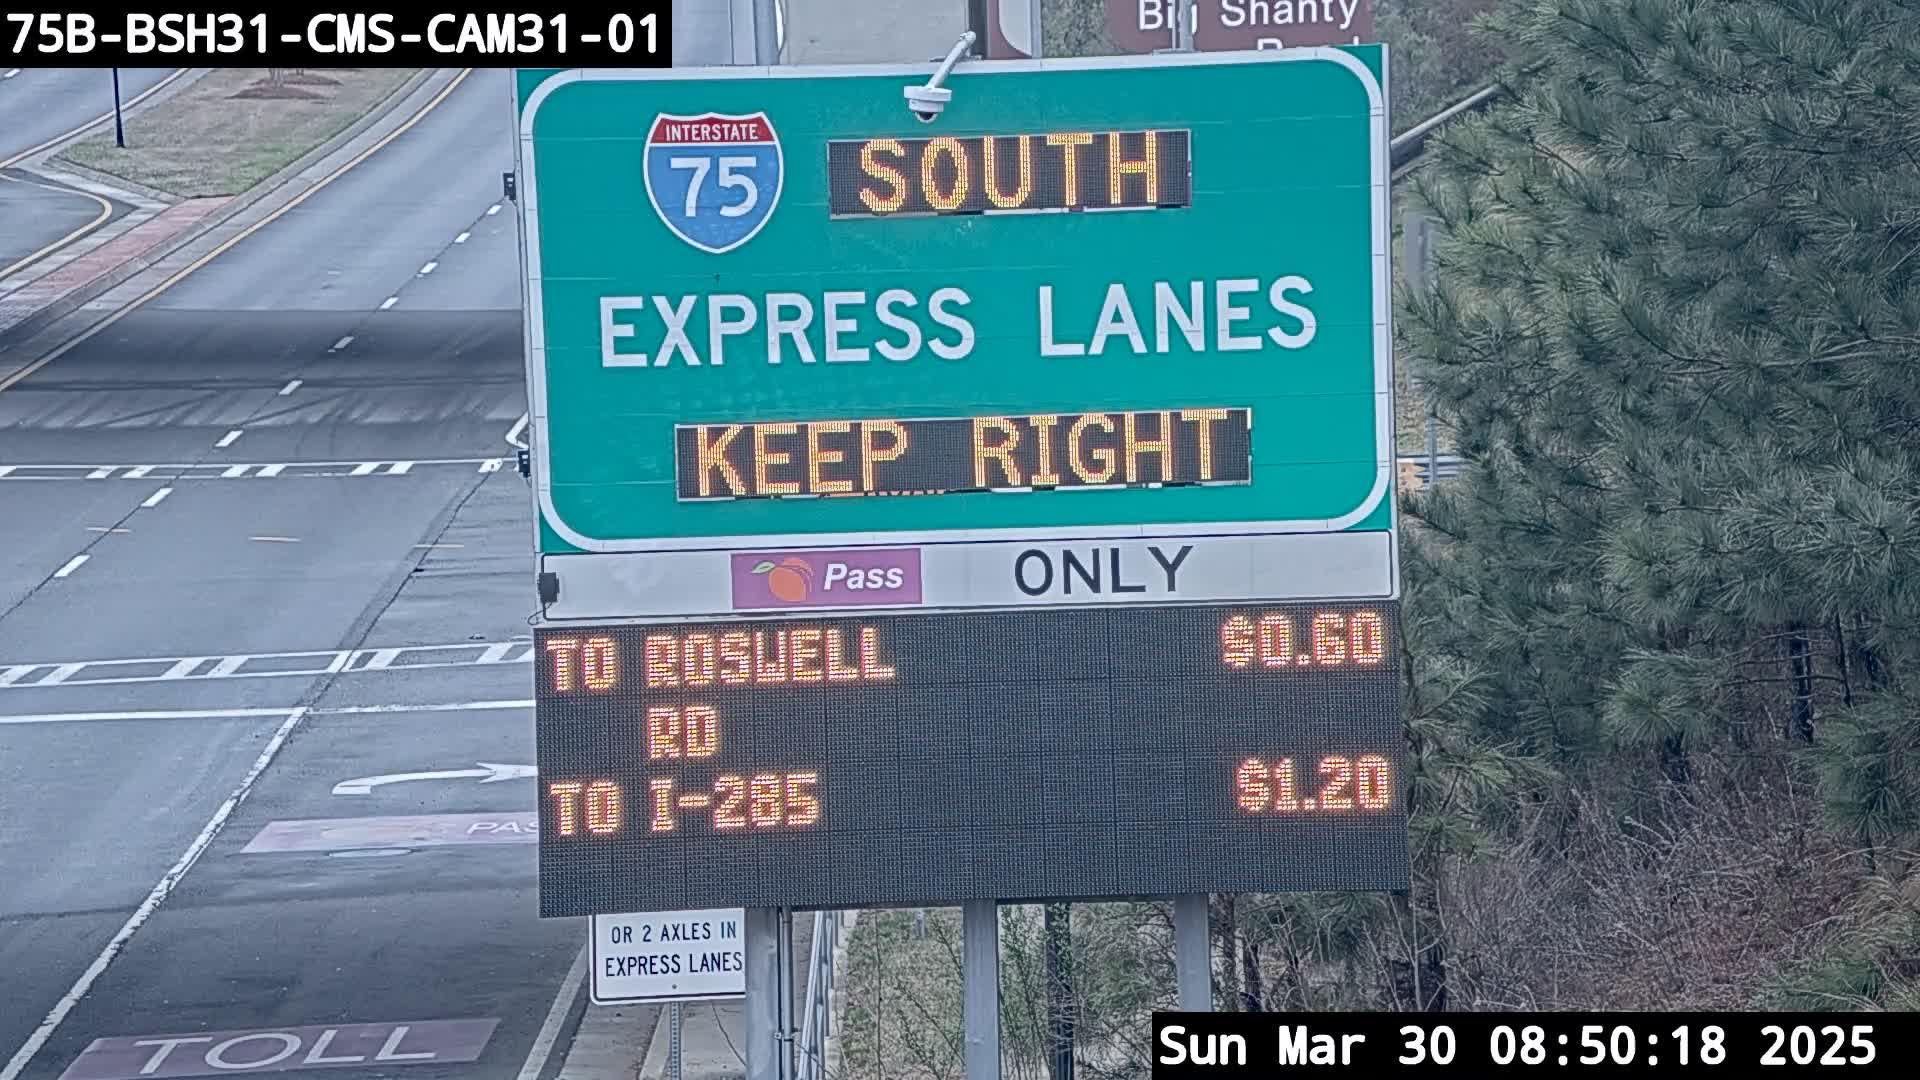 75B-BSH31-CMS-CAM31-01
Big Shanty
INTERSTATE
75
SOUTH
EXPRESS LANES
KEEP RIGHT
Pass ONLY
TO ROSWELL $0.60
RD
TO I-285 $1.20
OR 2 AXLES IN
EXPRESS LANES
TOLL
Sun Mar 30 08:50:18 2025